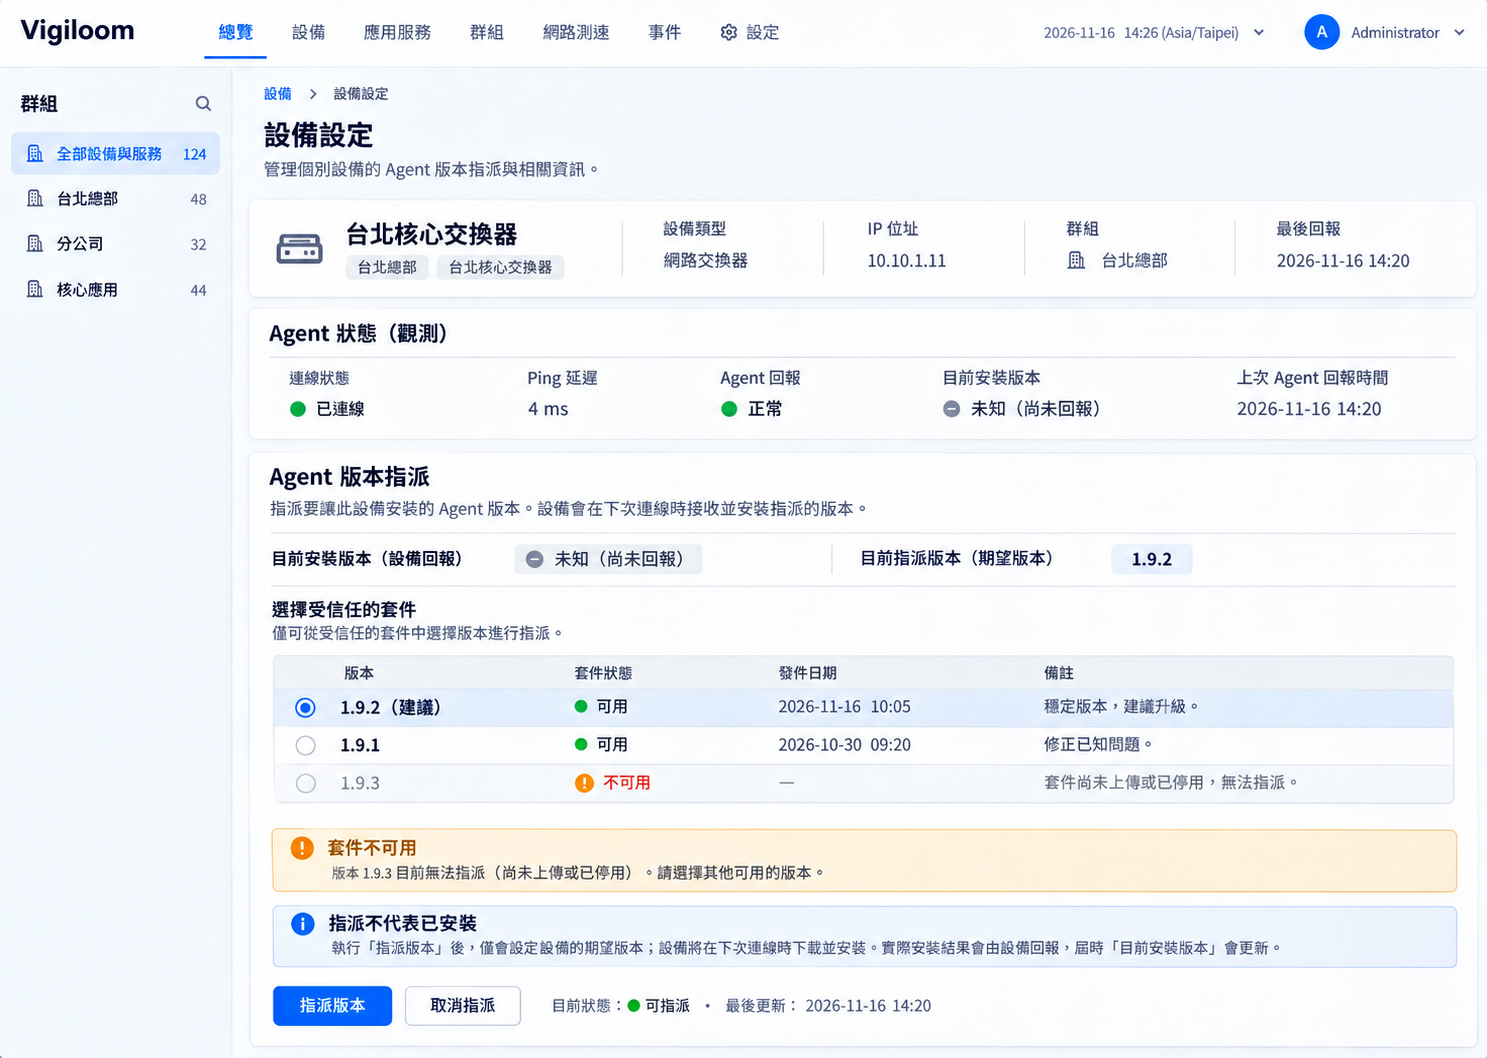 Vigiloom
總覽 設備 應用服務 群組 網路測速 事件 設定
2026-11-16 14:26 (Asia/Taipei)
A Administrator
群組
全部設備與服務 124
台北總部 48
分公司 32
核心應用 44
設備 > 設備設定
設備設定
管理個別設備的 Agent 版本指派與相關資訊。
台北核心交換器
台北總部 台北核心交換器
設備類型
網路交換器
IP 位址
10.10.1.11
群組
台北總部
最後回報
2026-11-16 14:20
Agent 狀態（觀測）
連線狀態 Ping 延遲 Agent 回報 目前安裝版本 上次 Agent 回報時間
已連線 4 ms 正常 未知（尚未回報） 2026-11-16 14:20
Agent 版本指派
指派要讓此設備安裝的 Agent 版本。設備會在下次連線時接收並安裝指派的版本。
目前安裝版本（設備回報） 未知（尚未回報） 目前指派版本（期望版本） 1.9.2
選擇受信任的套件
僅可從受信任的套件中選擇版本進行指派。
版本 套件狀態 發件日期 備註
1.9.2（建議） 可用 2026-11-16 10:05 穩定版本，建議升級。
1.9.1 可用 2026-10-30 09:20 修正已知問題。
1.9.3 不可用 — 套件尚未上傳或已停用，無法指派。
套件不可用
版本 1.9.3 目前無法指派（尚未上傳或已停用）。請選擇其他可用的版本。
指派不代表已安裝
執行「指派版本」後，僅會設定設備的期望版本；設備將在下次連線時下載並安裝。實際安裝結果會由設備回報，屆時「目前安裝版本」會更新。
指派版本 取消指派 目前狀態：可指派 • 最後更新： 2026-11-16 14:20